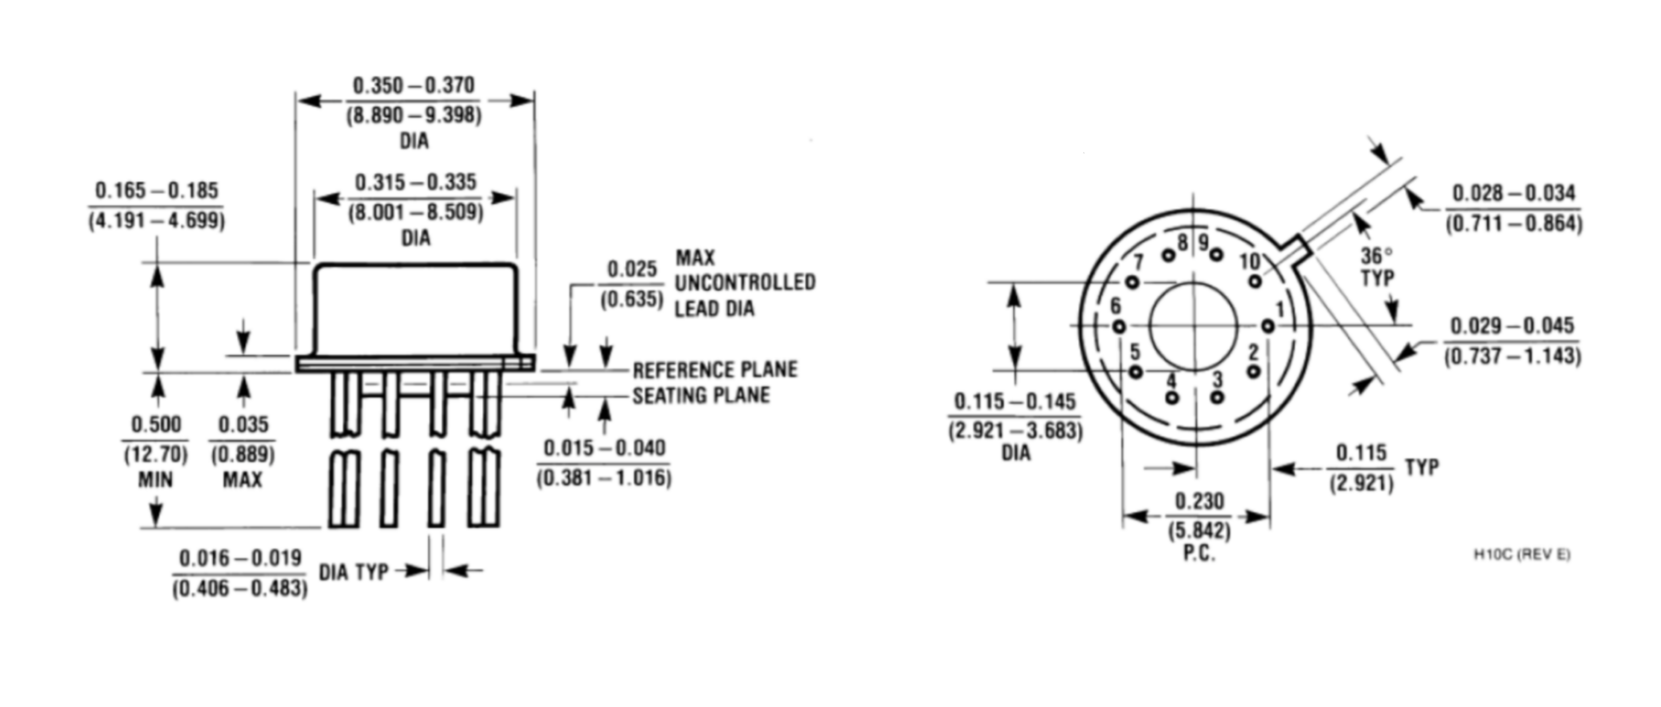 0.350 – 0.370
(8.890 – 9.398)
DIA
0.315 – 0.335
(8.001 – 8.509)
DIA
0.165 – 0.185
(4.191 – 4.699)
0.025
(0.635)
MAX
UNCONTROLLED
LEAD DIA
REFERENCE PLANE
SEATING PLANE
0.500
(12.70)
MIN
0.035
(0.889)
MAX
0.015 – 0.040
(0.381 – 1.016)
0.016 – 0.019
(0.406 – 0.483)
DIA TYP
0.028 – 0.034
(0.711 – 0.864)
36°
TYP
8 9
7
10
6
1
5
2
4
3
0.029 – 0.045
(0.737 – 1.143)
0.115 – 0.145
(2.921 – 3.683)
DIA
0.115
(2.921)
TYP
0.230
(5.842)
P.C.
H10C (REV E)